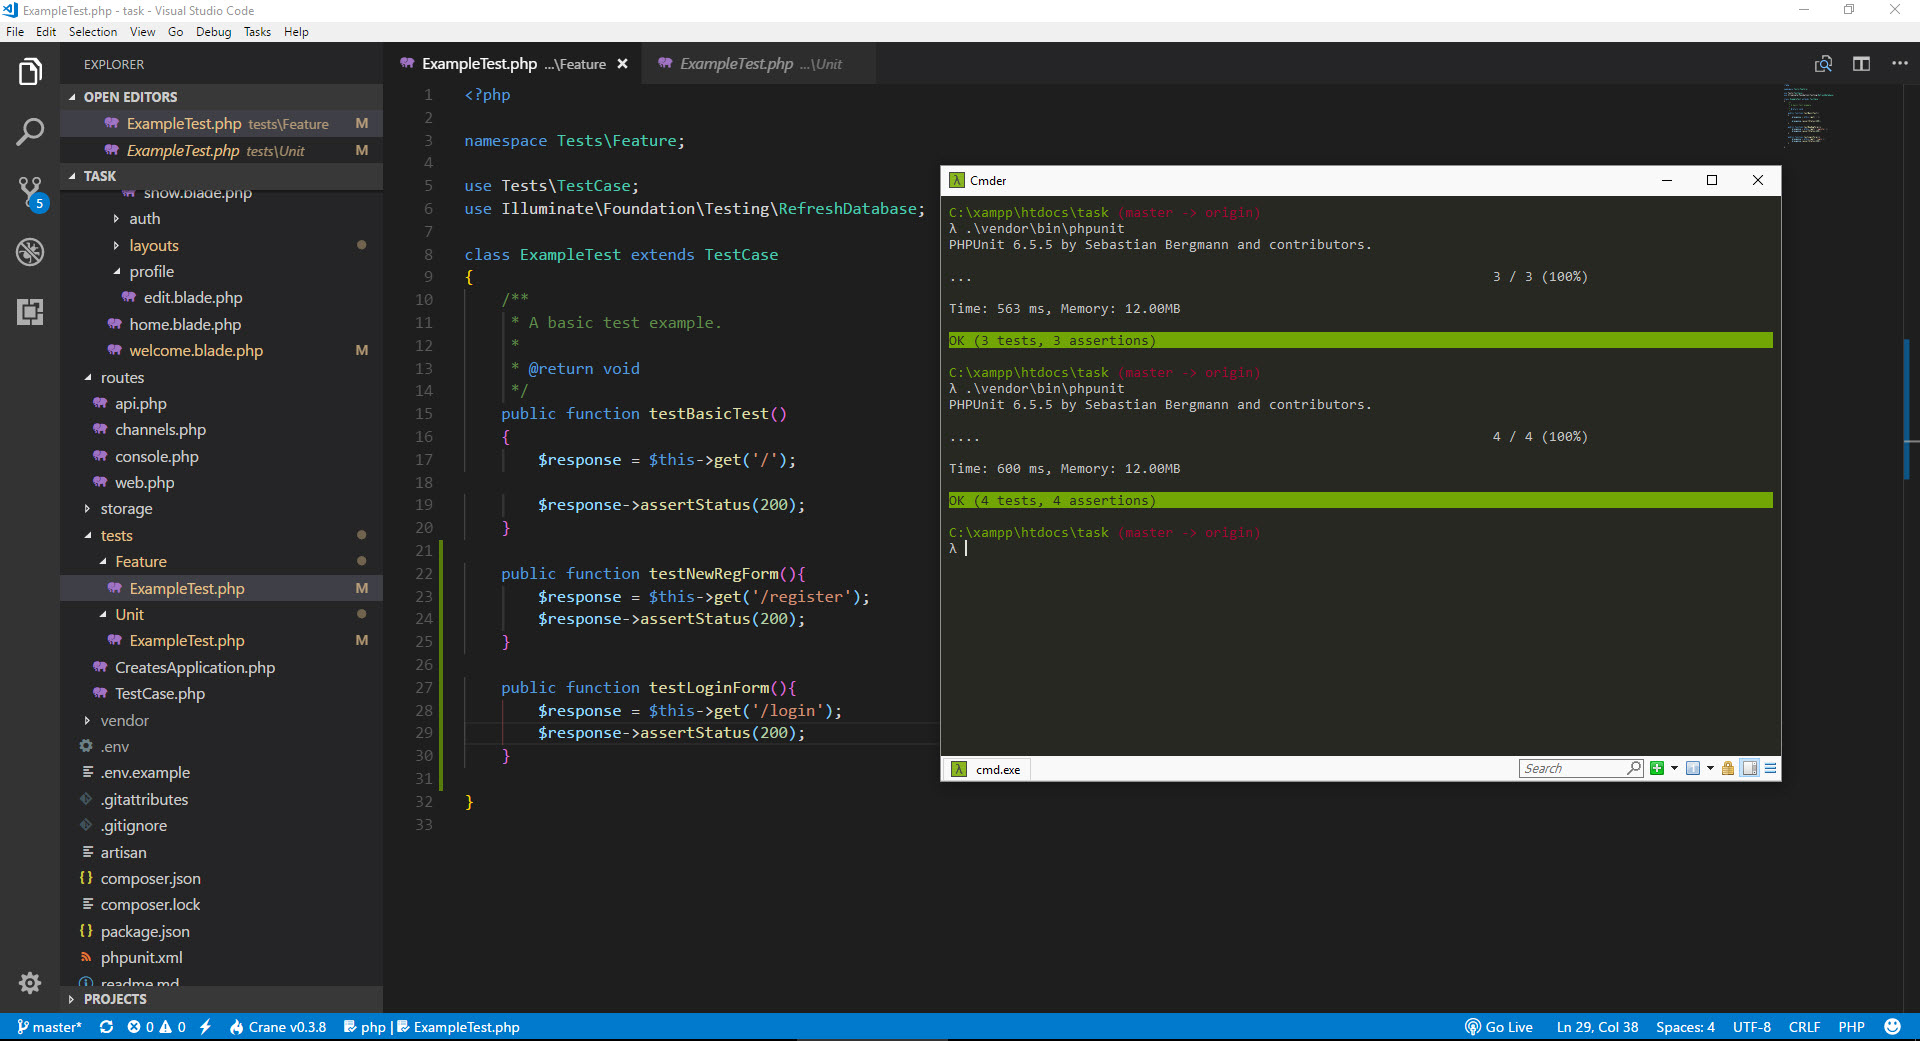 ExampleTest.php - task - Visual Studio Code
File Edit Selection View Go Debug Tasks Help
EXPLORER
OPEN EDITORS
ExampleTest.php tests\Feature M
ExampleTest.php tests\Unit M
TASK
show.blade.php
auth
layouts
profile
edit.blade.php
home.blade.php
welcome.blade.php M
routes
api.php
channels.php
console.php
web.php
storage
tests
Feature
ExampleTest.php M
Unit
ExampleTest.php M
CreatesApplication.php
TestCase.php
vendor
.env
.env.example
.gitattributes
.gitignore
artisan
composer.json
composer.lock
package.json
phpunit.xml
readme.md
PROJECTS
5
ExampleTest.php ...\Feature
ExampleTest.php ...\Unit
1 <?php
2
3 namespace Tests\Feature;
4
5 use Tests\TestCase;
6 use Illuminate\Foundation\Testing\RefreshDatabase;
7
8 class ExampleTest extends TestCase
9 {
10 /**
11 * A basic test example.
12 *
13 * @return void
14 */
15 public function testBasicTest()
16 {
17 $response = $this->get('/');
18
19 $response->assertStatus(200);
20 }
21
22 public function testNewRegForm(){
23 $response = $this->get('/register');
24 $response->assertStatus(200);
25 }
26
27 public function testLoginForm(){
28 $response = $this->get('/login');
29 $response->assertStatus(200);
30 }
31
32 }
33
Cmder
C:\xampp\htdocs\task (master -> origin)
λ .\vendor\bin\phpunit
PHPUnit 6.5.5 by Sebastian Bergmann and contributors.
... 3 / 3 (100%)
Time: 563 ms, Memory: 12.00MB
OK (3 tests, 3 assertions)
C:\xampp\htdocs\task (master -> origin)
λ .\vendor\bin\phpunit
PHPUnit 6.5.5 by Sebastian Bergmann and contributors.
.... 4 / 4 (100%)
Time: 600 ms, Memory: 12.00MB
OK (4 tests, 4 assertions)
C:\xampp\htdocs\task (master -> origin)
λ
cmd.exe
Search
master* 0 0 Crane v0.3.8 php | ExampleTest.php
Go Live Ln 29, Col 38 Spaces: 4 UTF-8 CRLF PHP